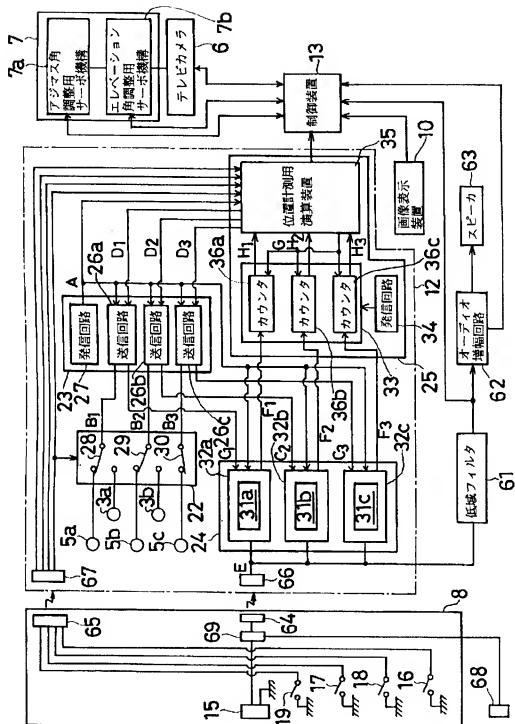 7
7a
アジマス角
調整用
サーボ機構
エレベーション
角調整用
サーボ機構
7b
テレビカメラ
6
制御装置
13
35
位置計測用
演算装置
画像表示
装置
10
スピーカ
63
オーディオ
増幅回路
62
低域フィルタ
61
12
25
発信回路
34
33
カウンタ
カウンタ
カウンタ
36a
36b
36c
H1
G
H2
H3
D1
D2
D3
A
26a
発信回路
送信回路
送信回路
送信回路
23
27
26b
26c
B1
B2
B3
28
29
30
22
5a
3a
5b
3b
5c
C1
C2
C3
32a
32b
32c
F1
F2
F3
31a
31b
31c
24
E
67
66
65
64
69
8
15
19
17
18
16
68